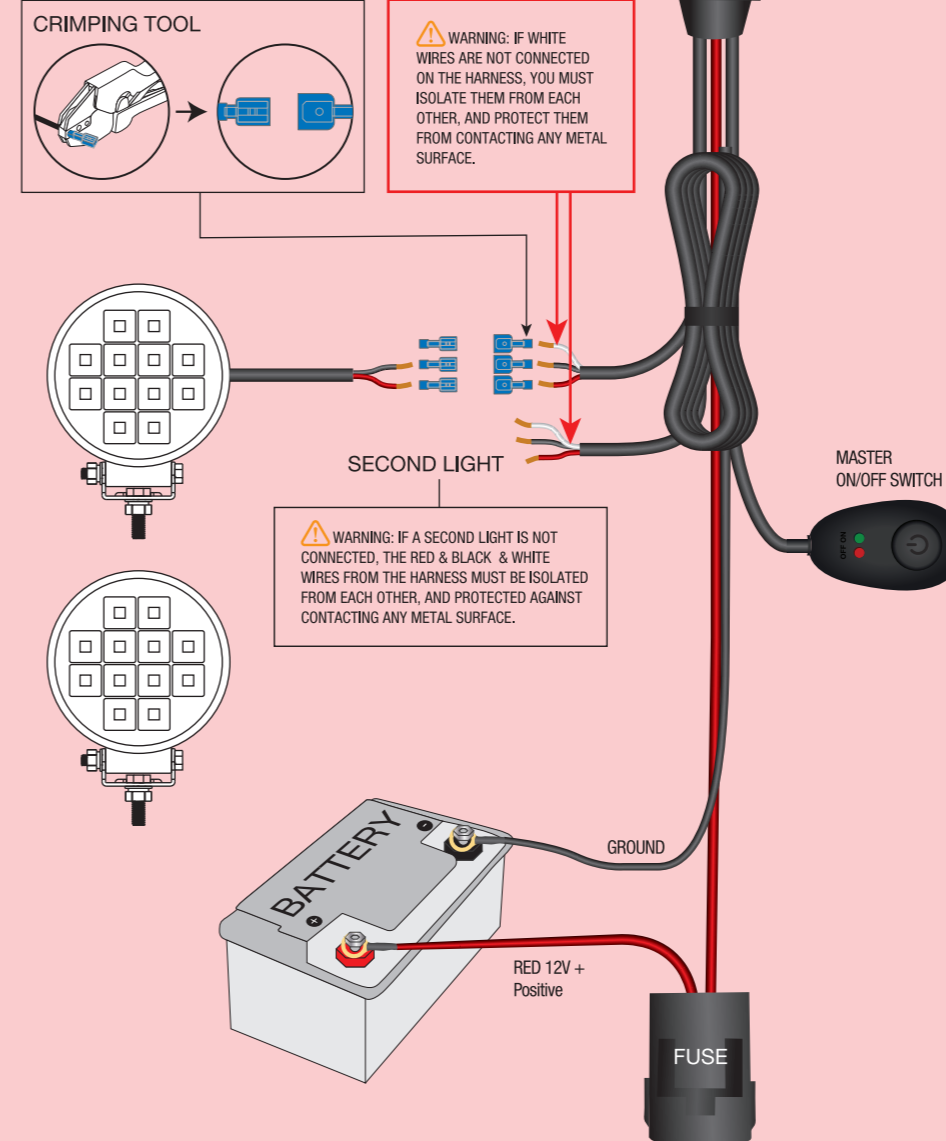 CRIMPING TOOL
WARNING: IF WHITE
WIRES ARE NOT CONNECTED
ON THE HARNESS, YOU MUST
ISOLATE THEM FROM EACH
OTHER, AND PROTECT THEM
FROM CONTACTING ANY METAL
SURFACE.
SECOND LIGHT
WARNING: IF A SECOND LIGHT IS NOT
CONNECTED, THE RED & BLACK & WHITE
WIRES FROM THE HARNESS MUST BE ISOLATED
FROM EACH OTHER, AND PROTECTED AGAINST
CONTACTING ANY METAL SURFACE.
MASTER
ON/OFF SWITCH
OFF ON
BATTERY
-
+
GROUND
RED 12V +
Positive
FUSE